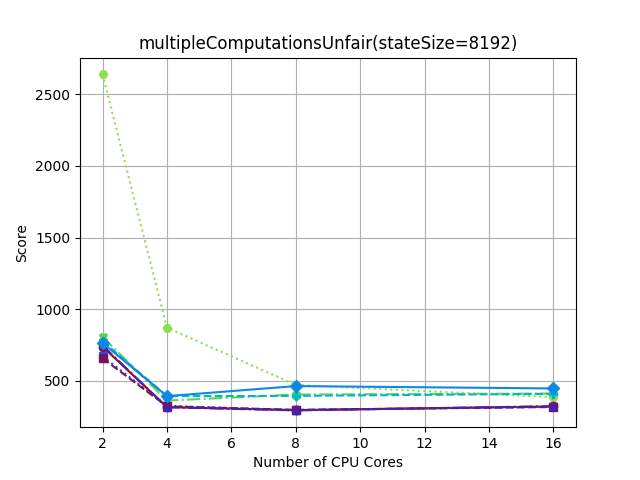 multipleComputationsUnfair(stateSize=8192)
2500
2000
1500
1000
500
Score
2 4 6 8 10 12 14 16
Number of CPU Cores